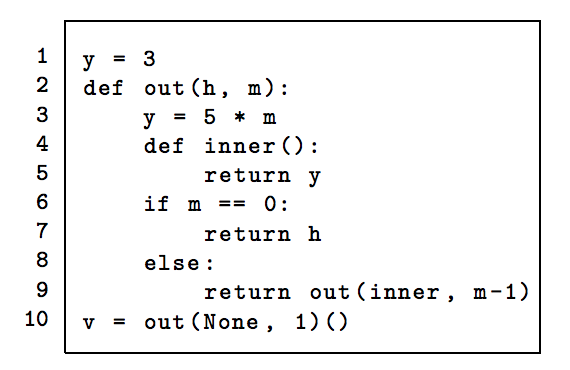 1 y = 3
2 def out(h, m):
3     y = 5 * m
4     def inner():
5         return y
6     if m == 0:
7         return h
8     else:
9         return out(inner, m-1)
10 v = out(None, 1)()